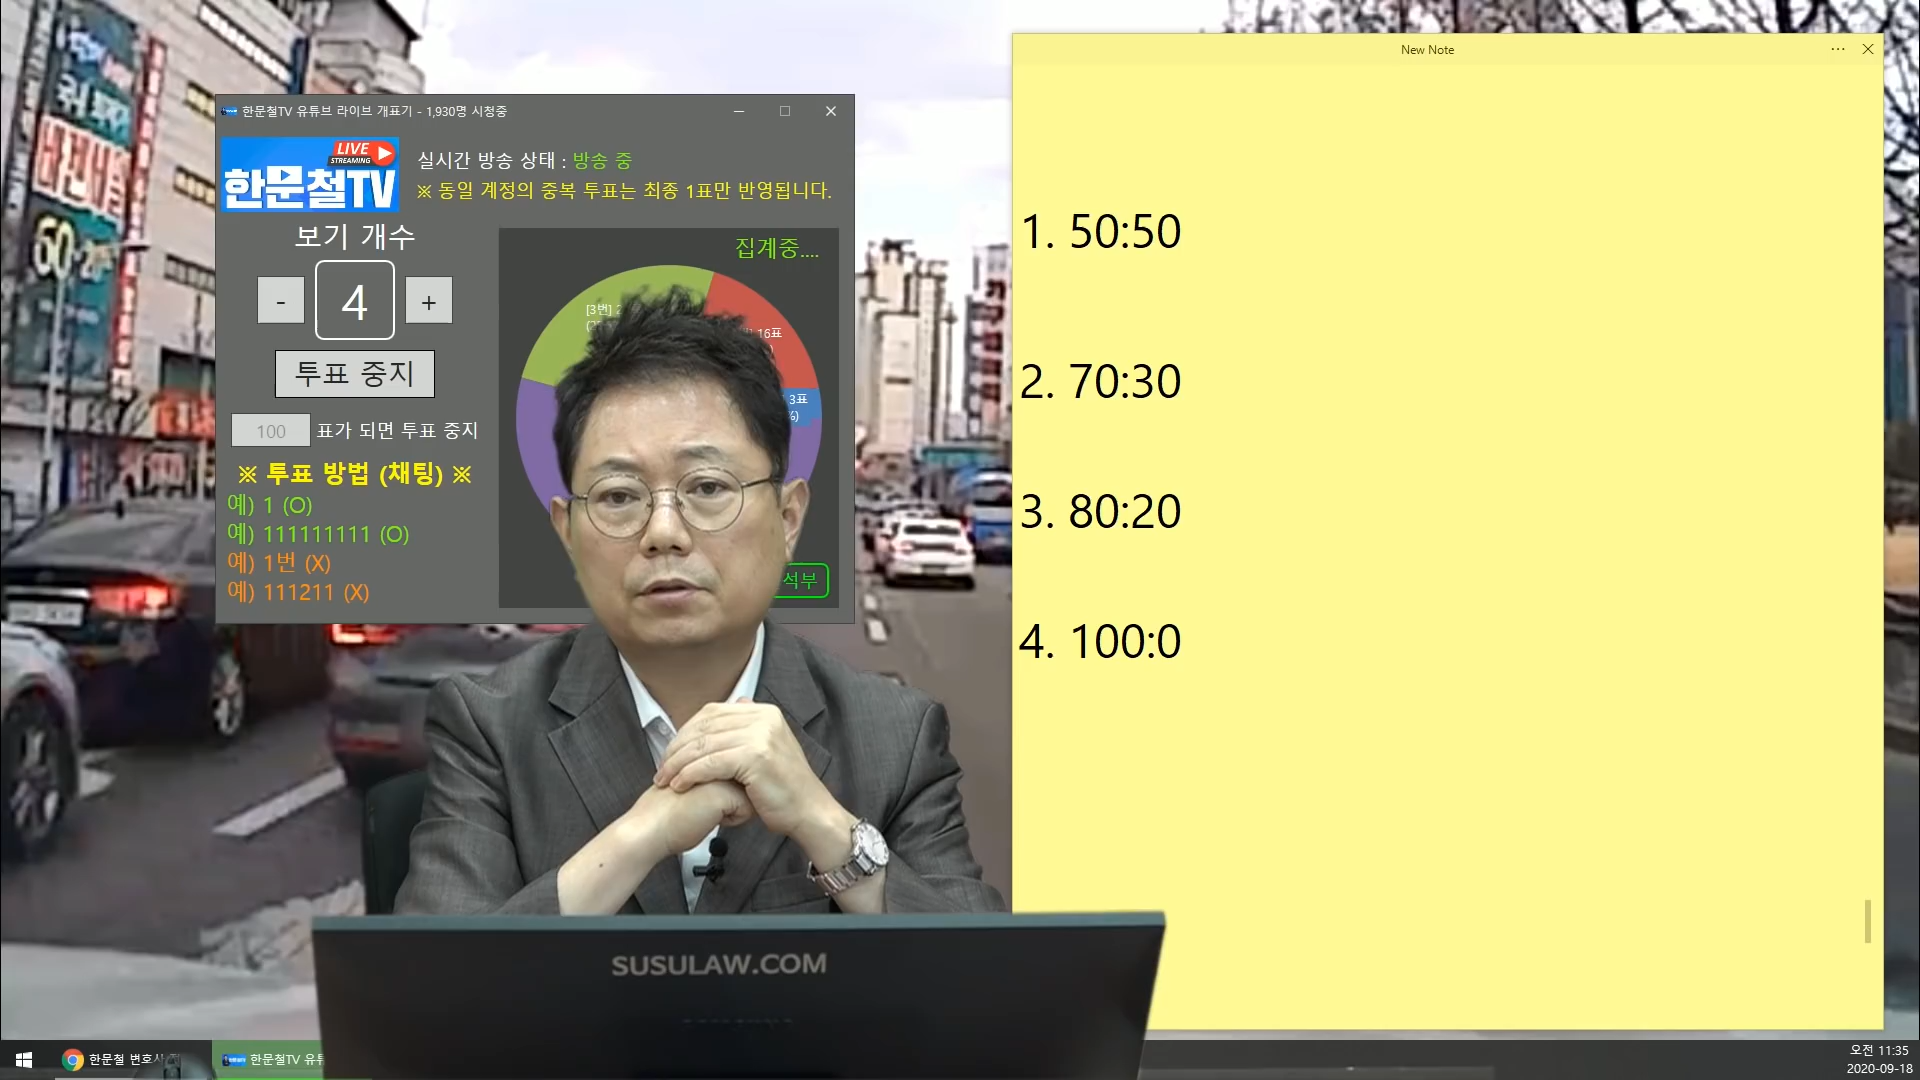 한문철TV 유튜브 라이브 개표기 - 1,930명 시청중
LIVE
STREAMING
한문철TV
실시간 방송 상태 : 방송 중
※ 동일 계정의 중복 투표는 최종 1표만 반영됩니다.
보기 개수
- 4 +
투표 중지
100 표가 되면 투표 중지
※ 투표 방법 (채팅) ※
예) 1 (O)
예) 111111111 (O)
예) 1번 (X)
예) 111211 (X)
집계중....
[3번]
16표
3표
석부
New Note
1. 50:50
2. 70:30
3. 80:20
4. 100:0
SUSULAW.COM
한문철 변호사
한문철TV 유튜
오전 11:35
2020-09-18